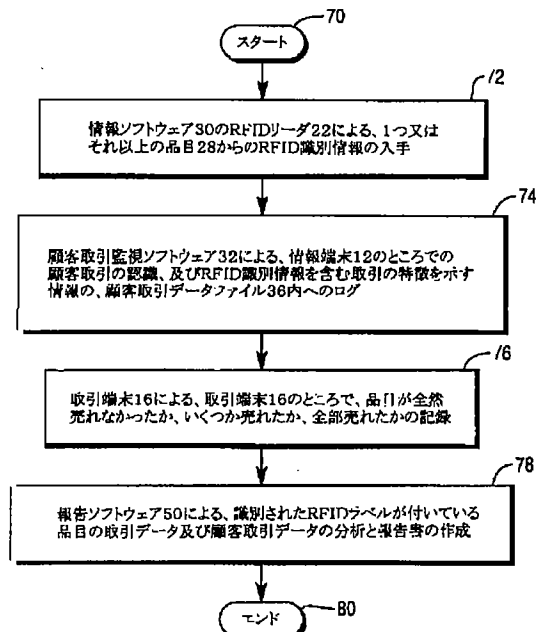 70
スタート
72
情報ソフトウェア30のRFIDリーダ22による、1つ又は
それ以上の品目28からのRFID識別情報の入手
74
顧客取引監視ソフトウェア32による、情報端末12のところでの
顧客取引の認識、及びRFID識別情報を含む取引の特徴を示す
情報の、顧客取引データファイル36内へのログ
76
取引端末16による、取引端末16のところで、品目が全然
売れなかったか、いくつか売れたか、全部売れたかの記録
78
報告ソフトウェア50による、識別されたRFIDラベルが付いている
品目の取引データ及び顧客取引データの分析と報告書の作成
エンド
80